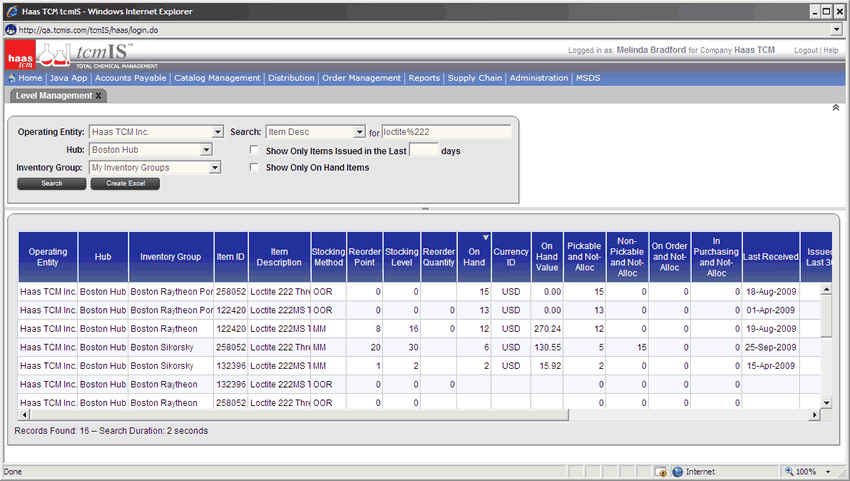 Haas TCM tcmIS - Windows Internet Explorer
http://qa.tcmis.com/tcmIS/haas/login.do
haas tcm tcmIS™ TOTAL CHEMICAL MANAGEMENT
Logged in as: Melinda Bradford for Company Haas TCM Logout | Help
Home | Java App | Accounts Payable | Catalog Management | Distribution | Order Management | Reports | Supply Chain | Administration | MSDS
Level Management X
Operating Entity: Haas TCM Inc. Search: Item Desc for loctite%222
Hub: Boston Hub Show Only Items Issued in the Last days
Inventory Group: My Inventory Groups Show Only On Hand Items
Search Create Excel
Operating Entity Hub Inventory Group Item ID Item Description Stocking Method Reorder Point Stocking Level Reorder Quantity On Hand Currency ID On Hand Value Pickable and Not-Alloc Non-Pickable and Not-Alloc On Order and Not-Alloc In Purchasing and Not-Alloc Last Received Issued Last 30
Haas TCM Inc. Boston Hub Boston Raytheon Por 258052 Loctite 222 Thre OOR 0 0 15 USD 0.00 15 0 0 0 18-Aug-2009
Haas TCM Inc. Boston Hub Boston Raytheon Por 122420 Loctite 222MS T OOR 0 0 13 USD 0.00 13 0 0 0 01-Apr-2009
Haas TCM Inc. Boston Hub Boston Raytheon 122420 Loctite 222MS T MM 8 16 0 12 USD 270.24 12 0 0 0 19-Aug-2009
Haas TCM Inc. Boston Hub Boston Sikorsky 258052 Loctite 222 Thre MM 20 30 6 USD 130.55 5 15 0 0 25-Sep-2009
Haas TCM Inc. Boston Hub Boston Sikorsky 132396 Loctite 222MS T MM 1 2 2 USD 15.92 2 0 0 0 15-Apr-2009
Haas TCM Inc. Boston Hub Boston Raytheon 132396 Loctite 222MS T OOR 0 0 0 0 0 0 0
Haas TCM Inc. Boston Hub Boston Raytheon 258052 Loctite 222 Thre OOR 0 0 0 0 0 0
Records Found: 16 -- Search Duration: 2 seconds
Done Internet 100%